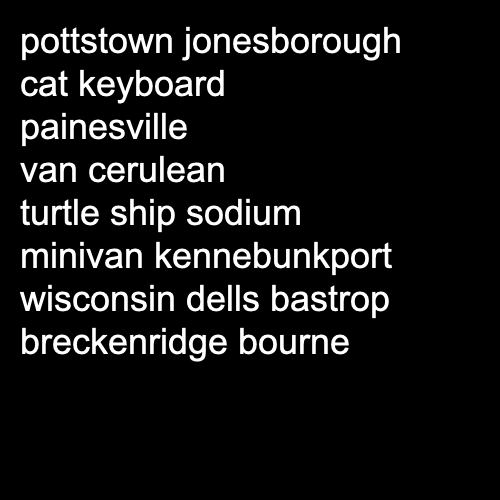 pottstown jonesborough
cat keyboard
painesville
van cerulean
turtle ship sodium
minivan kennebunkport
wisconsin dells bastrop
breckenridge bourne